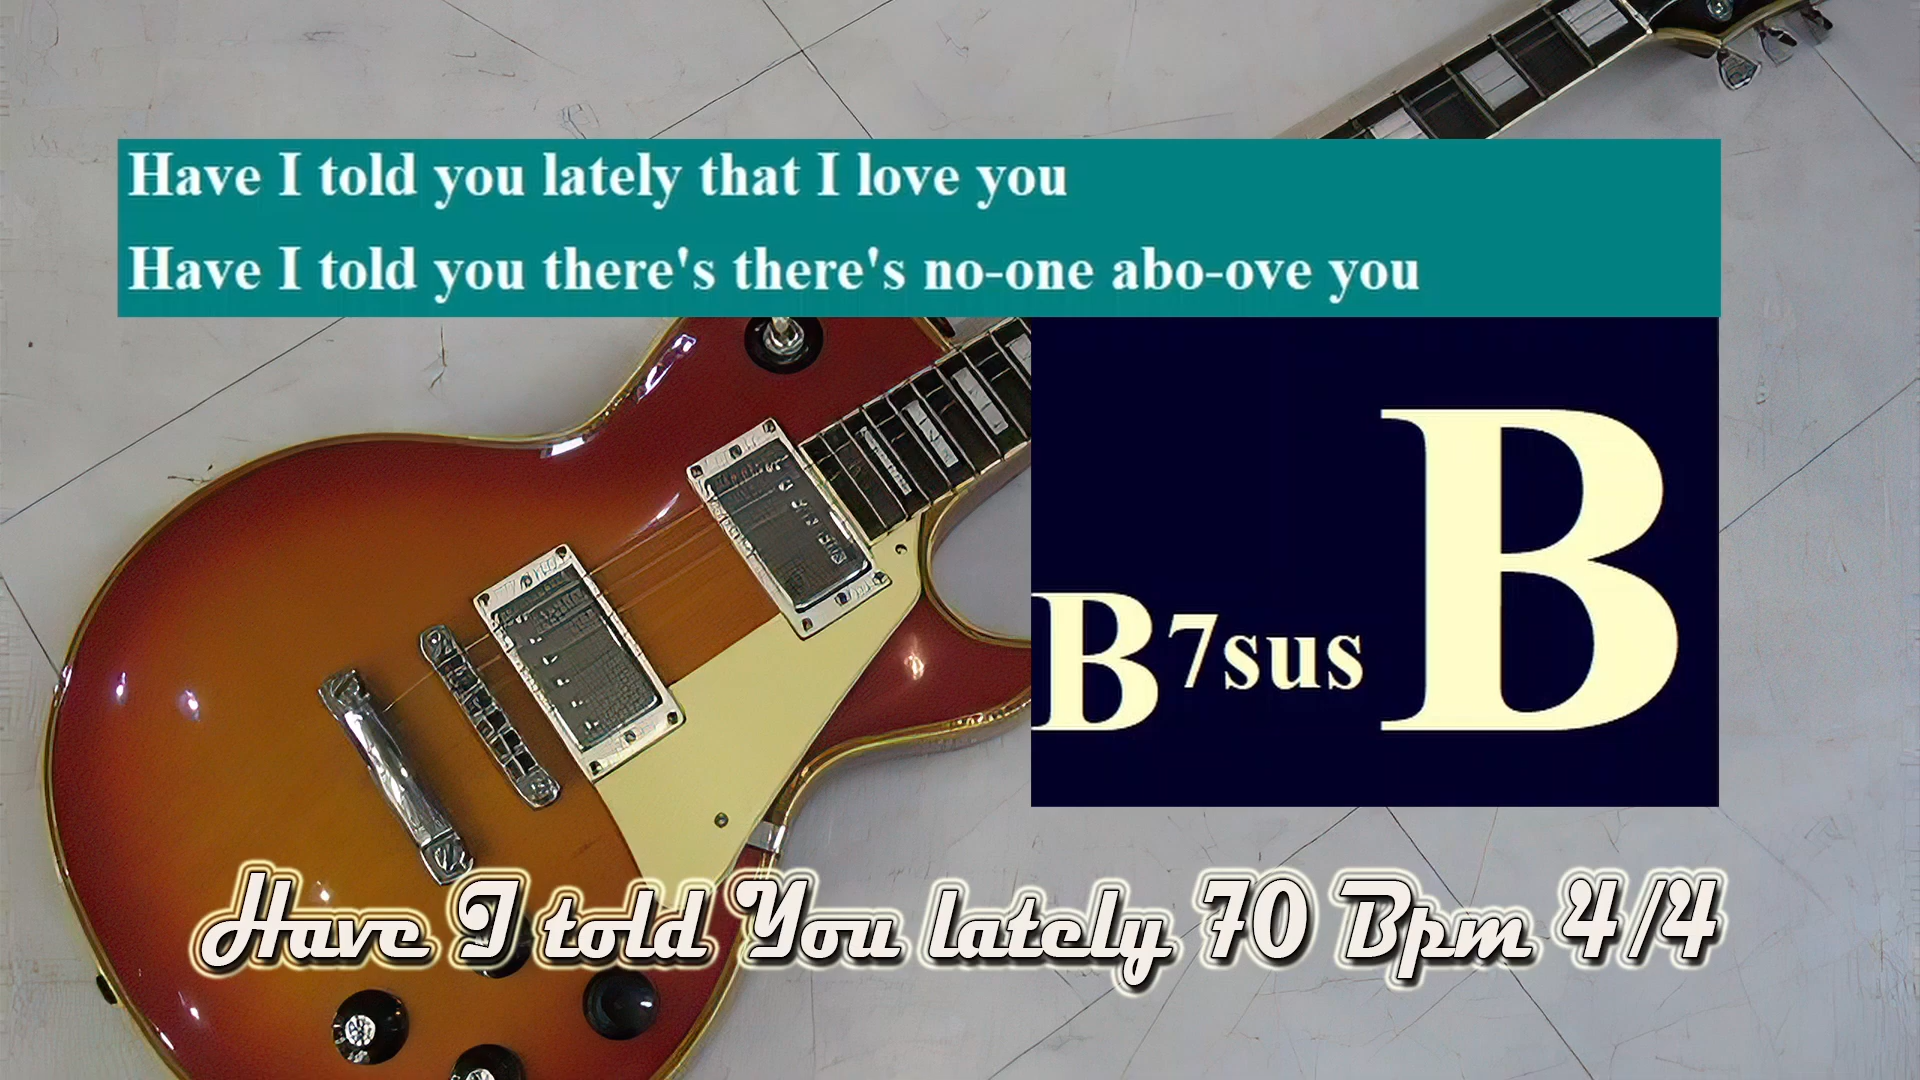 Have I told you lately that I love you
Have I told you there's there's no-one abo-ove you
B7sus B
Have I told You lately 70 Bpm 4/4